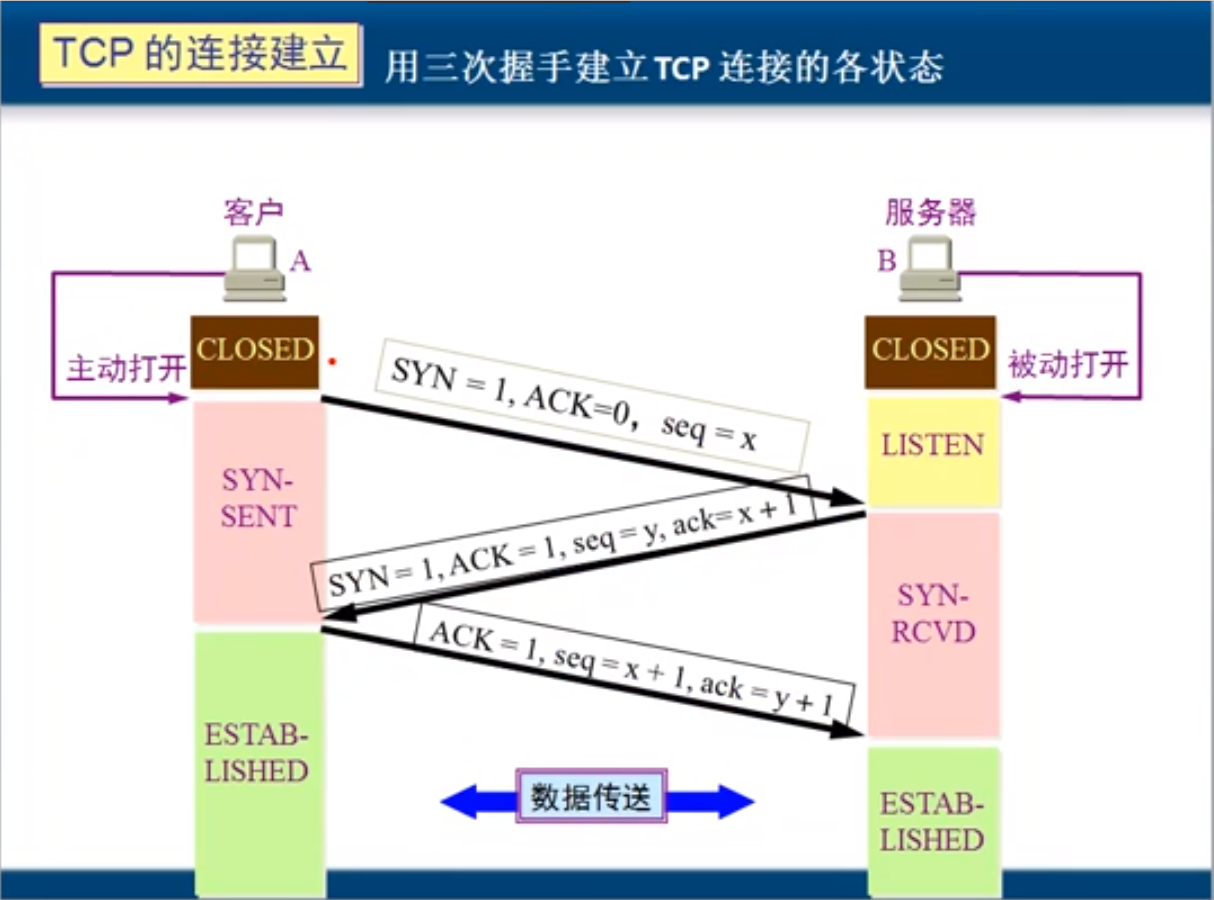 TCP 的连接建立
用三次握手建立TCP 连接的各状态
客户
服务器
A
B
主动打开
CLOSED
CLOSED
被动打开
SYN = 1, ACK=0，seq = x
LISTEN
SYN-
SENT
SYN = 1, ACK = 1, seq = y, ack= x + 1
SYN-
RCVD
ACK = 1, seq = x + 1, ack = y + 1
ESTAB-
LISHED
数据传送
ESTAB-
LISHED